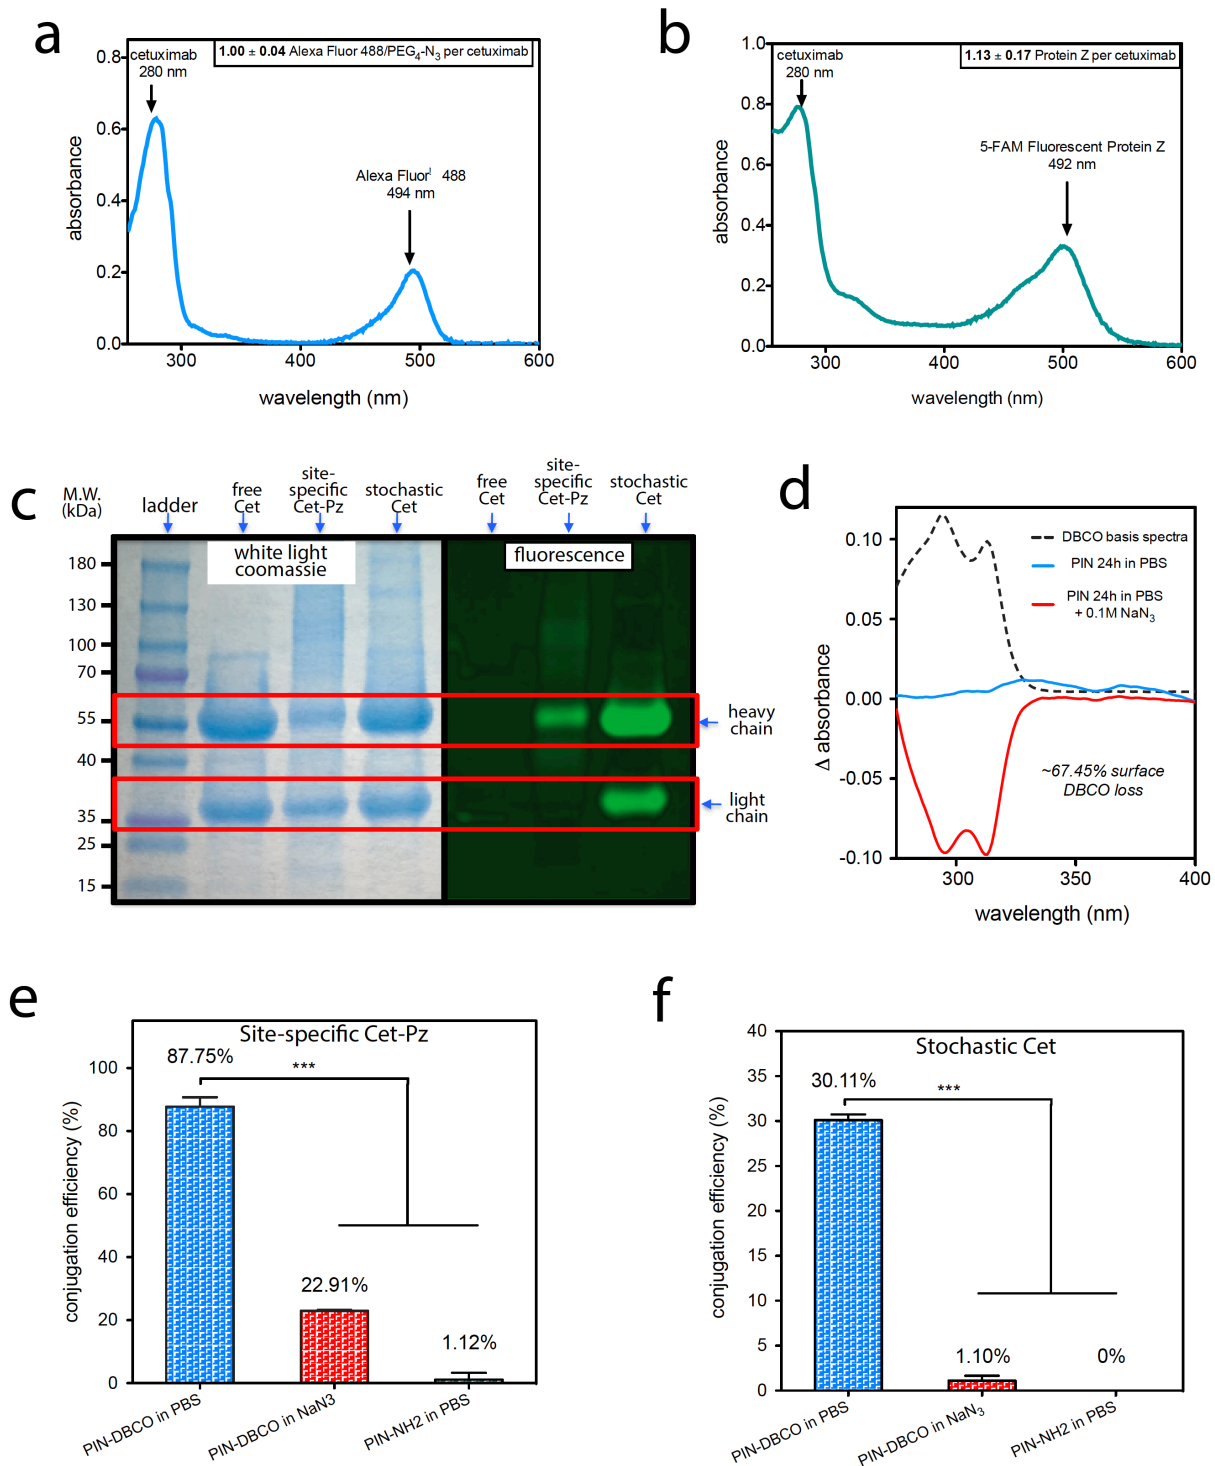 a
cetuximab
280 nm
1.00 ± 0.04 Alexa Fluor 488/PEG4-N3 per cetuximab
Alexa Fluor! 488
494 nm
absorbance
0.8
0.6
0.4
0.2
0.0
300
400
500
600
wavelength (nm)
b
cetuximab
280 nm
1.13 ± 0.17 Protein Z per cetuximab
5-FAM Fluorescent Protein Z
492 nm
absorbance
1.0
0.8
0.6
0.4
0.2
0.0
300
400
500
600
wavelength (nm)
c
M.W.
(kDa)
ladder
free
Cet
site-
specific
Cet-Pz
stochastic
Cet
free
Cet
site-
specific
Cet-Pz
stochastic
Cet
white light
coomassie
fluorescence
180
130
100
70
55
40
35
25
15
heavy
chain
light
chain
d
DBCO basis spectra
PIN 24h in PBS
PIN 24h in PBS
+ 0.1M NaN3
~67.45% surface
DBCO loss
Δ absorbance
0.10
0.05
0.00
-0.05
-0.10
300
350
400
wavelength (nm)
e
Site-specific Cet-Pz
87.75%
***
22.91%
1.12%
conjugation efficiency (%)
100
80
60
40
20
0
PIN-DBCO in PBS
PIN-DBCO in NaN3
PIN-NH2 in PBS
f
Stochastic Cet
30.11%
***
1.10%
0%
conjugation efficiency (%)
40
35
30
25
20
15
10
5
0
PIN-DBCO in PBS
PIN-DBCO in NaN3
PIN-NH2 in PBS